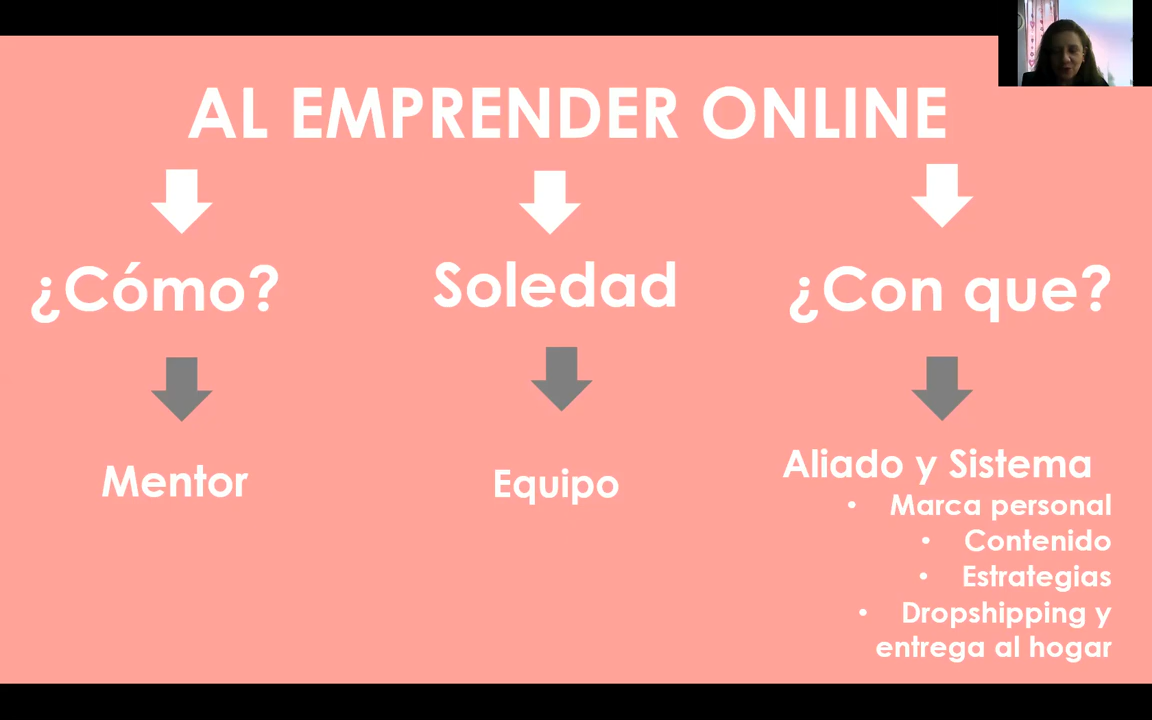 AL EMPRENDER ONLINE
¿Cómo?
Soledad
¿Con que?
Mentor
Equipo
Aliado y Sistema
• Marca personal
• Contenido
• Estrategias
• Dropshipping y
entrega al hogar